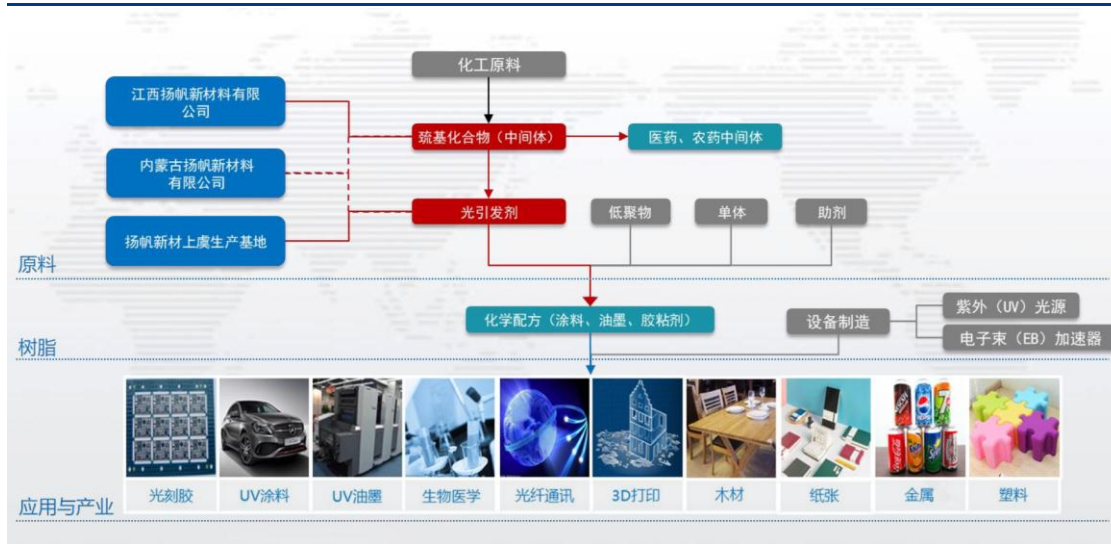 化工原料
江西扬帆新材料有限
公司
巯基化合物（中间体）
医药、农药中间体
内蒙古扬帆新材料
有限公司
光引发剂
低聚物
单体
助剂
扬帆新材上虞生产基地
原料
化学配方（涂料、油墨、胶粘剂）
设备制造
紫外（UV）光源
电子束（EB）加速器
树脂
光刻胶
UV涂料
UV油墨
生物医学
光纤通讯
3D打印
木材
纸张
金属
塑料
应用与产业